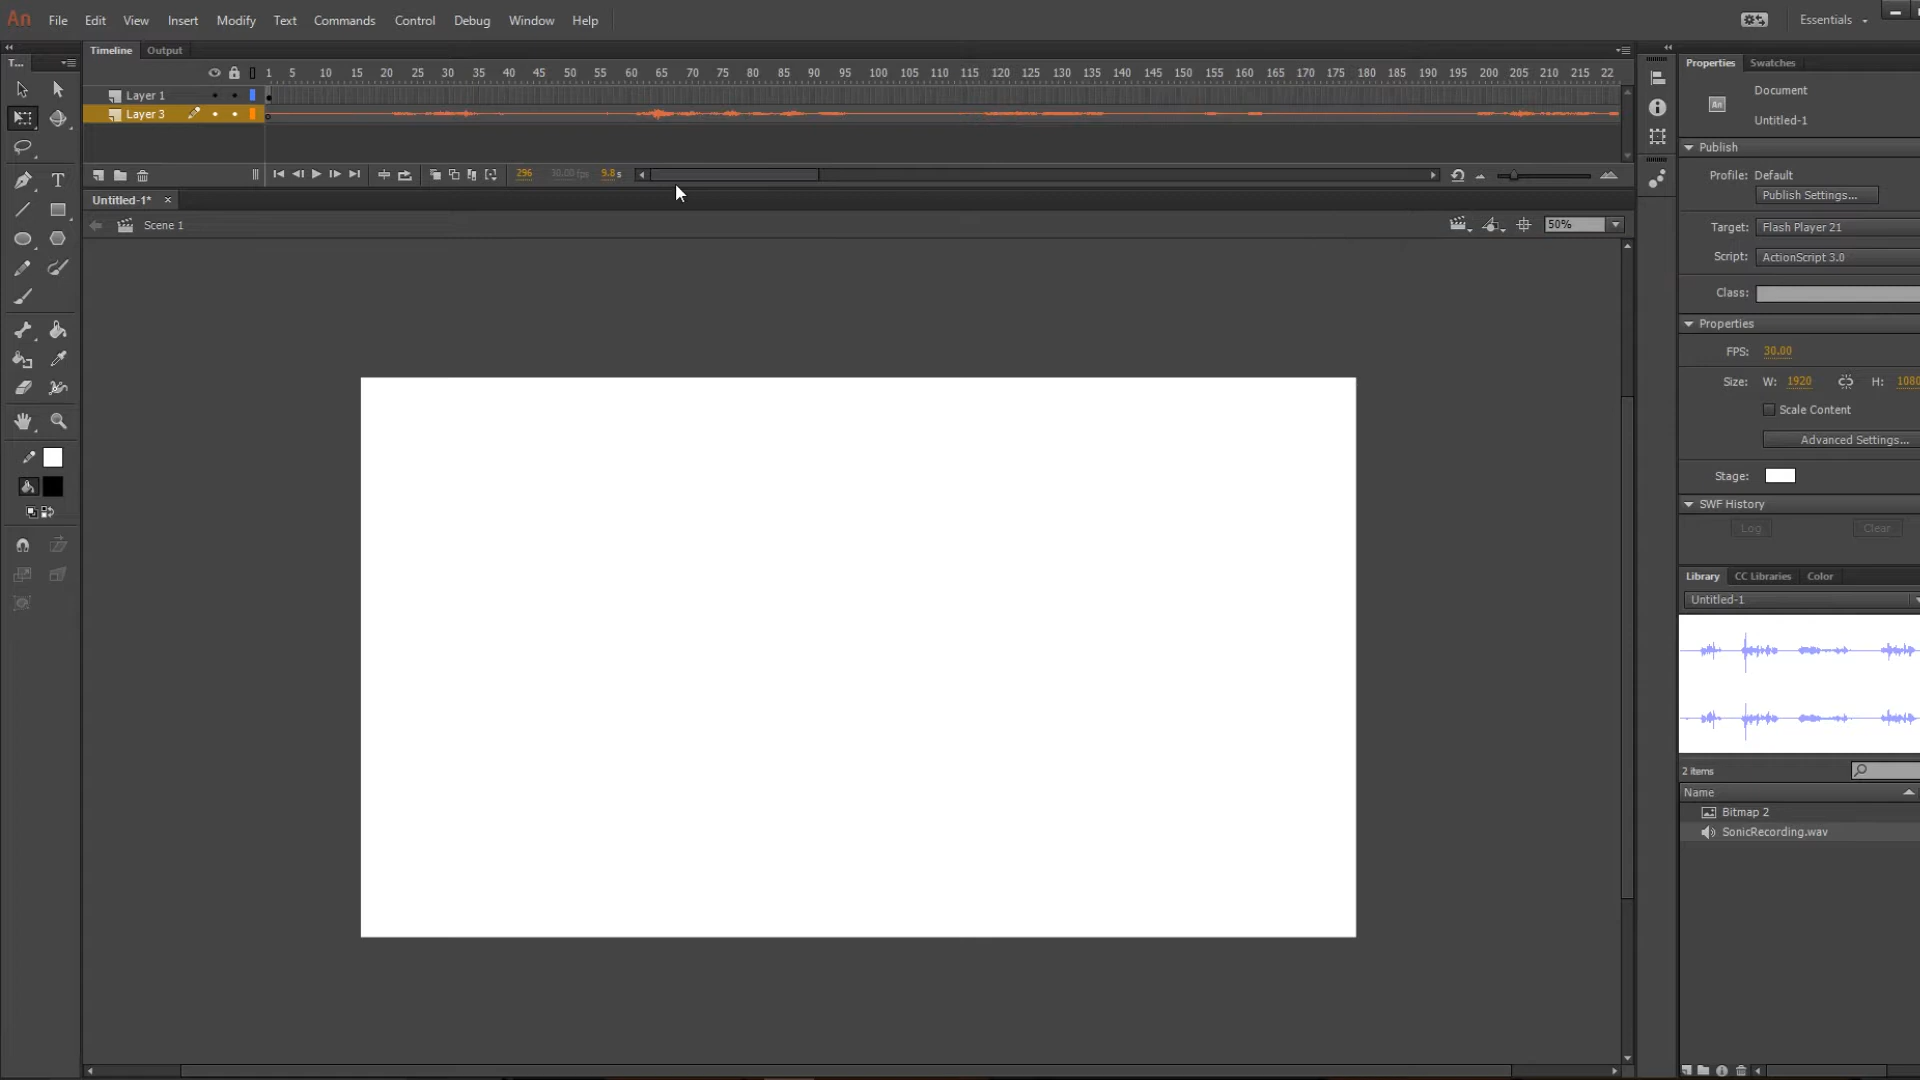 An File Edit View Insert Modify Text Commands Control Debug Window Help Essentials
Timeline Output
T... Properties Swatches
1 5 10 15 20 25 30 35 40 45 50 55 60 65 70 75 80 85 90 95 100 105 110 115 120 125 130 135 140 145 150 155 160 165 170 175 180 185 190 195 200 205 210 215 22
Layer 1
Layer 3
An Document
Untitled-1
Publish
296 30.00 fps 9.8 s
Profile: Default
Publish Settings...
Untitled-1* ×
Scene 1 50%
Target: Flash Player 21
Script: ActionScript 3.0
Class:
Properties
FPS: 30.00
Size: W: 1920 H: 1080
Scale Content
Advanced Settings...
Stage:
SWF History
Log Clear
Library CC Libraries Color
Untitled-1
2 items
Name
Bitmap 2
SonicRecording.wav